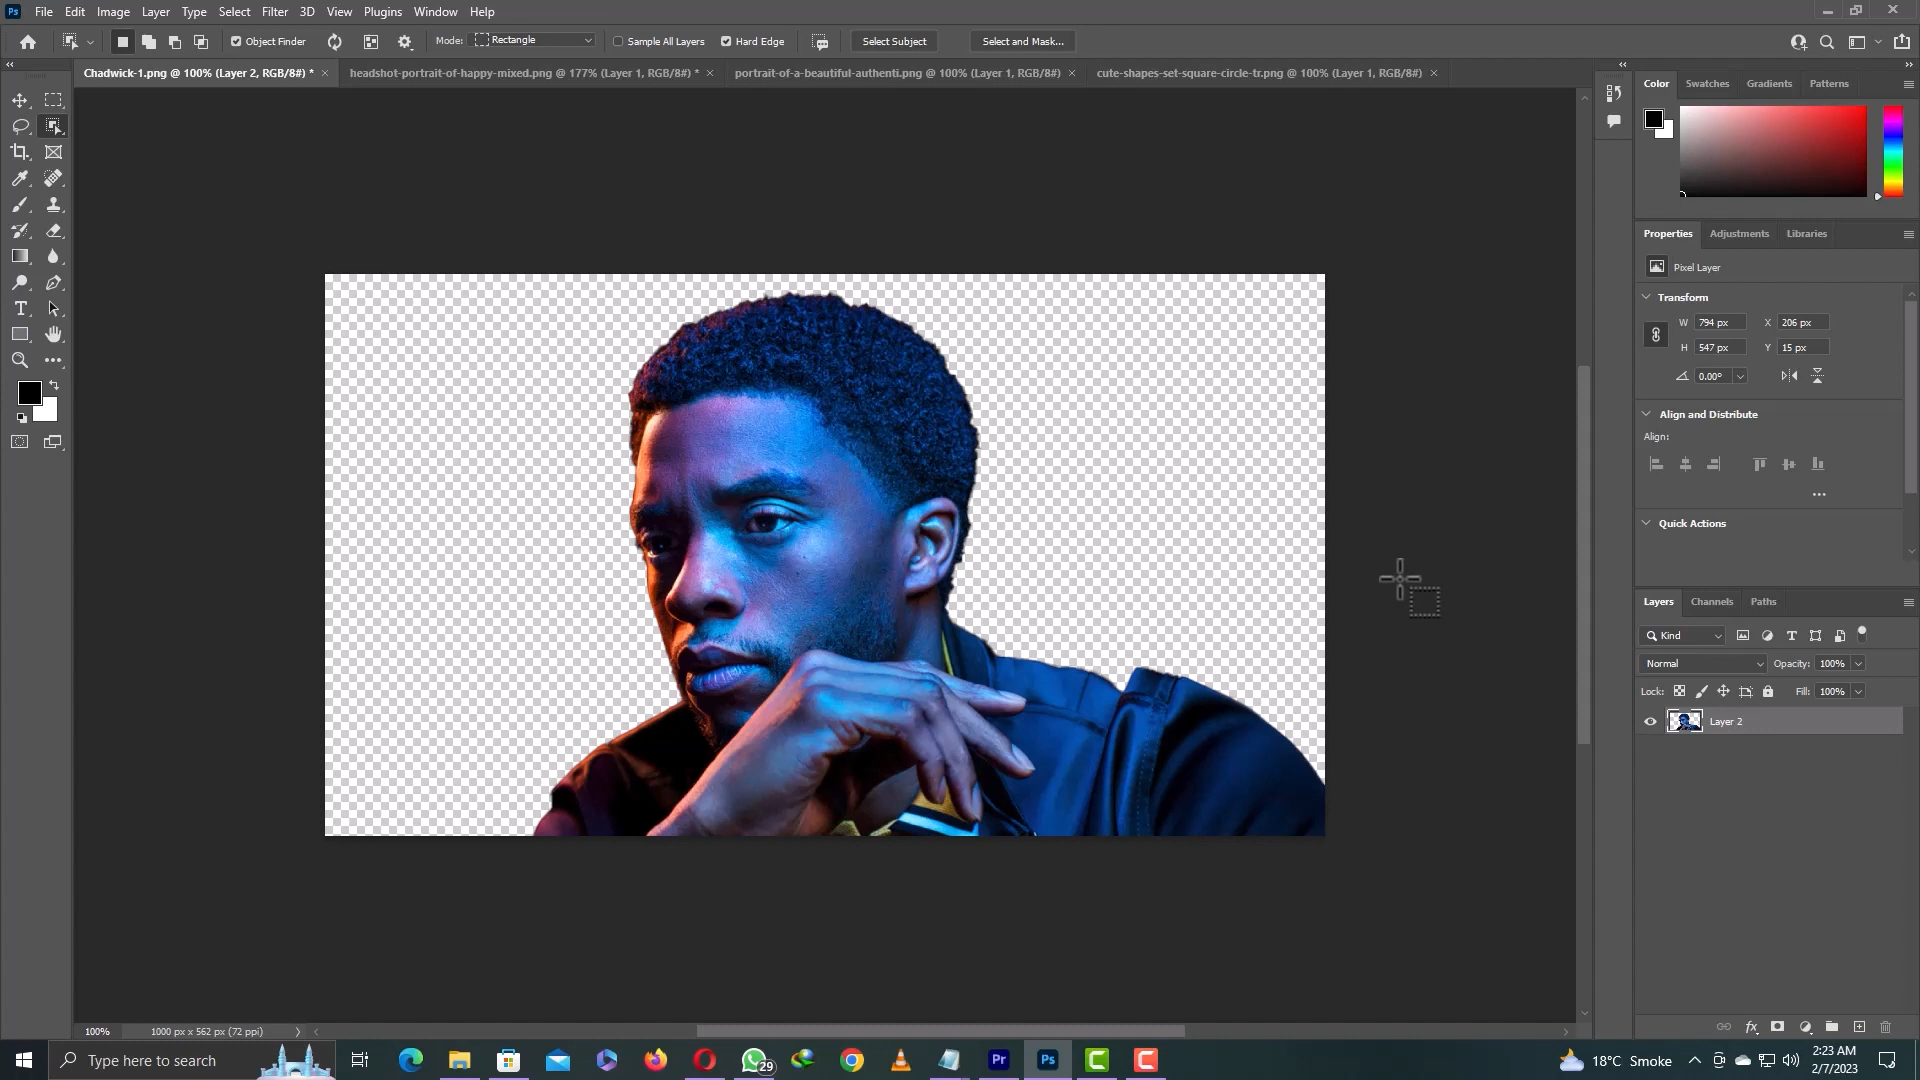 Ps File Edit Image Layer Type Select Filter 3D View Plugins Window Help
Object Finder Mode: Rectangle Sample All Layers Hard Edge Select Subject Select and Mask...
Chadwick-1.png @ 100% (Layer 2, RGB/8#) * headshot-portrait-of-happy-mixed.png @ 177% (Layer 1, RGB/8#) * portrait-of-a-beautiful-authenti.png @ 100% (Layer 1, RGB/8#) cute-shapes-set-square-circle-tr.png @ 100% (Layer 1, RGB/8#)
Color Swatches Gradients Patterns
Properties Adjustments Libraries
Pixel Layer
Transform
W 794 px X 206 px
H 547 px Y 15 px
0.00°
Align and Distribute
Align:
Quick Actions
Layers Channels Paths
Kind
Normal Opacity: 100%
Lock: Fill: 100%
Layer 2
100% 1000 px x 562 px (72 ppi)
Type here to search 29 Pr Ps 18°C Smoke
2:23 AM
2/7/2023